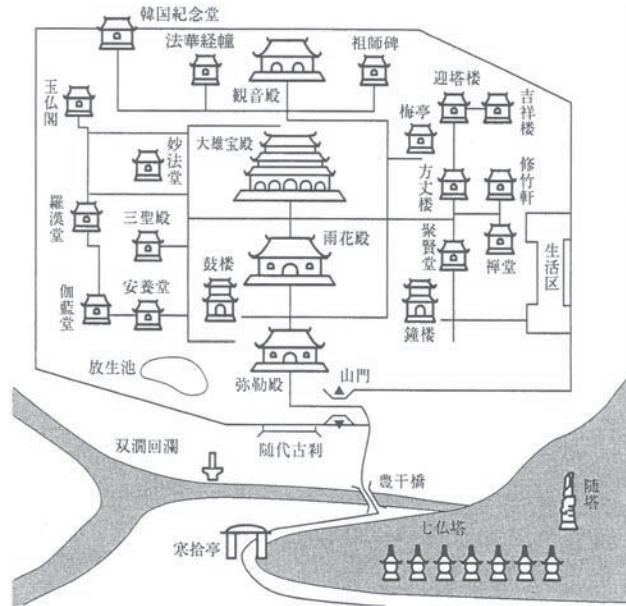 韓国紀念堂
法華経幢
祖師碑
観音殿
玉仏閣
迎塔楼
吉祥楼
梅亭
妙法堂
大雄宝殿
方丈楼
修竹軒
羅漢堂
三聖殿
雨花殿
聚賢堂
禅堂
生活区
鼓楼
伽藍堂
安養堂
鐘楼
放生池
弥勒殿
山門
随代古刹
双澗回瀾
豊干橋
随塔
七仏塔
寒拾亭